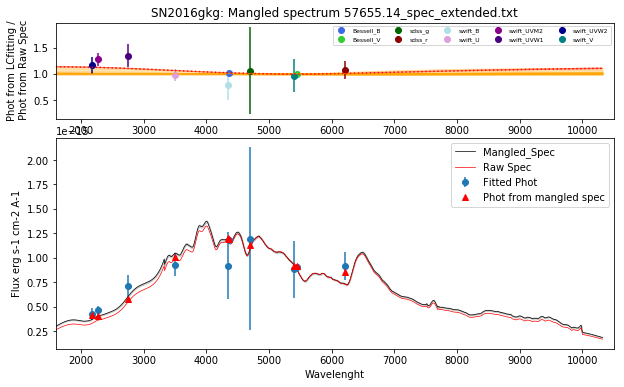 SN2016gkg: Mangled spectrum 57655.14_spec_extended.txt
Phot from LCfitting /
Phot from Raw Spec
1.5
1.0
0.5
Bessell_B
Bessell_V
sdss_g
sdss_r
swift_B
swift_U
swift_UVM2
swift_UVW1
swift_UVW2
swift_V
2000 3000 4000 5000 6000 7000 8000 9000 10000
Flux erg s-1 cm-2 A-1
2.00
1.75
1.50
1.25
1.00
0.75
0.50
0.25
Mangled_Spec
Raw Spec
Fitted Phot
Phot from mangled spec
2000 3000 4000 5000 6000 7000 8000 9000 10000
Wavelenght